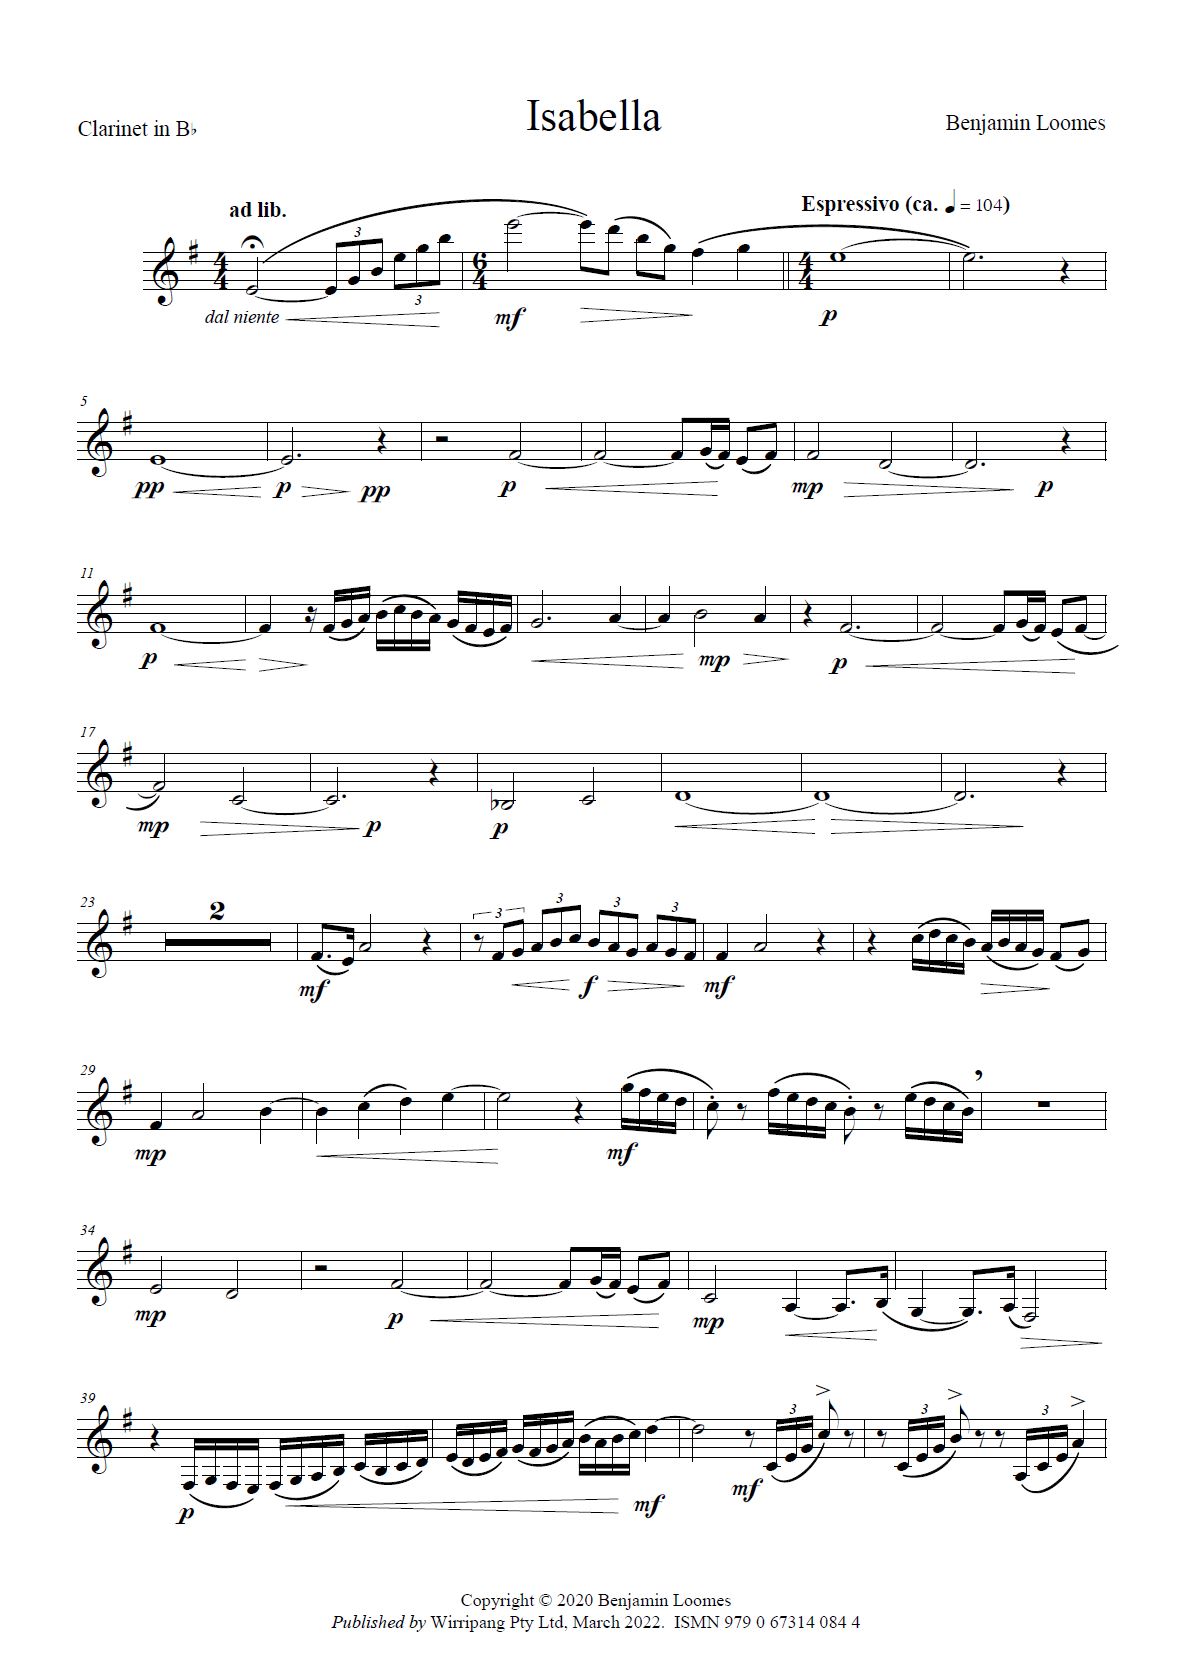 Isabella
Clarinet in B♭
Benjamin Loomes
ad lib.
Espressivo (ca. ♩ = 104)
3
4 4
6 4
4 4
3
dal niente
mf
p
5
pp p pp p mp p
11
p mp p
17
mp p p
23
2
3 3 3 3
mf f mf
29
mp mf
34
mp p mp
39
3 3 3
p mf mf
Copyright © 2020 Benjamin Loomes
Published by Wirripang Pty Ltd, March 2022. ISMN 979 0 67314 084 4